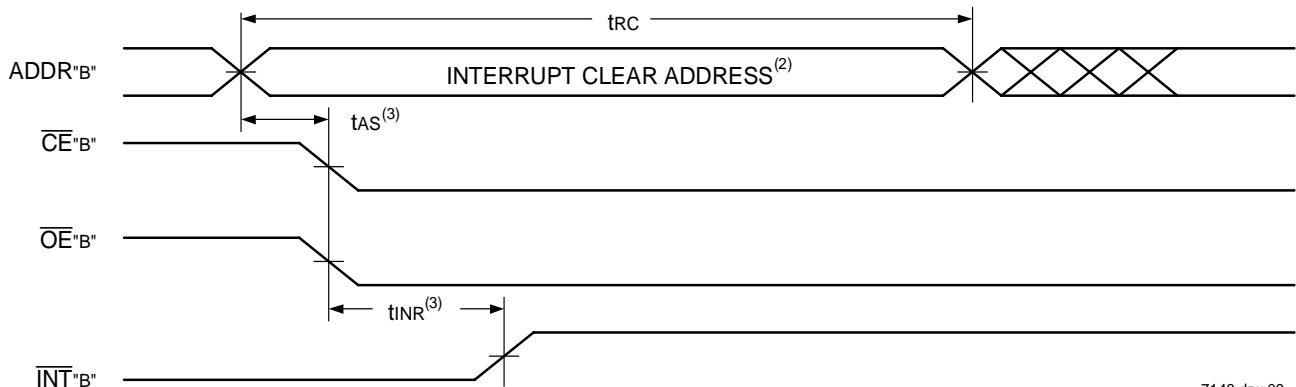 tRC
ADDR"B"
INTERRUPT CLEAR ADDRESS(2)
tAS(3)
CE"B"
OE"B"
tINR(3)
INT"B"